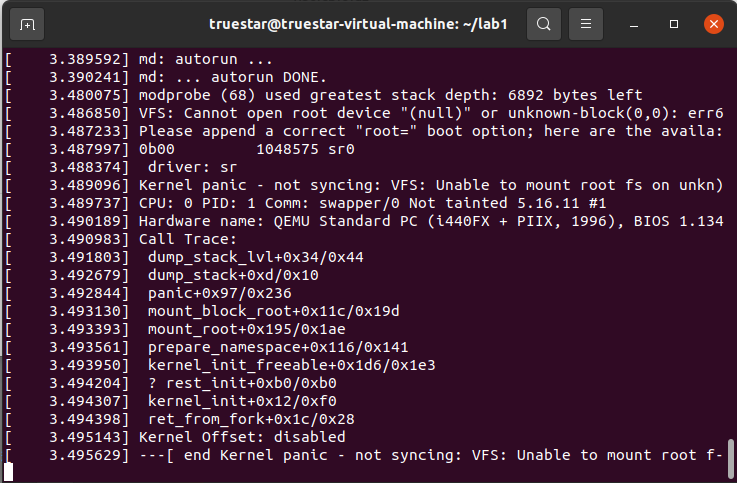 truestar@truestar-virtual-machine: ~/lab1
[    3.389592] md: autorun ...
[    3.390241] md: ... autorun DONE.
[    3.480075] modprobe (68) used greatest stack depth: 6892 bytes left
[    3.486850] VFS: Cannot open root device "(null)" or unknown-block(0,0): err6
[    3.487233] Please append a correct "root=" boot option; here are the availa:
[    3.487997] 0b00         1048575 sr0
[    3.488374]  driver: sr
[    3.489096] Kernel panic - not syncing: VFS: Unable to mount root fs on unkn)
[    3.489737] CPU: 0 PID: 1 Comm: swapper/0 Not tainted 5.16.11 #1
[    3.490189] Hardware name: QEMU Standard PC (i440FX + PIIX, 1996), BIOS 1.134
[    3.490983] Call Trace:
[    3.491803]  dump_stack_lvl+0x34/0x44
[    3.492679]  dump_stack+0xd/0x10
[    3.492844]  panic+0x97/0x236
[    3.493130]  mount_block_root+0x11c/0x19d
[    3.493393]  mount_root+0x195/0x1ae
[    3.493561]  prepare_namespace+0x116/0x141
[    3.493950]  kernel_init_freeable+0x1d6/0x1e3
[    3.494204]  ? rest_init+0xb0/0xb0
[    3.494307]  kernel_init+0x12/0xf0
[    3.494398]  ret_from_fork+0x1c/0x28
[    3.495143] Kernel Offset: disabled
[    3.495629] ---[ end Kernel panic - not syncing: VFS: Unable to mount root f-